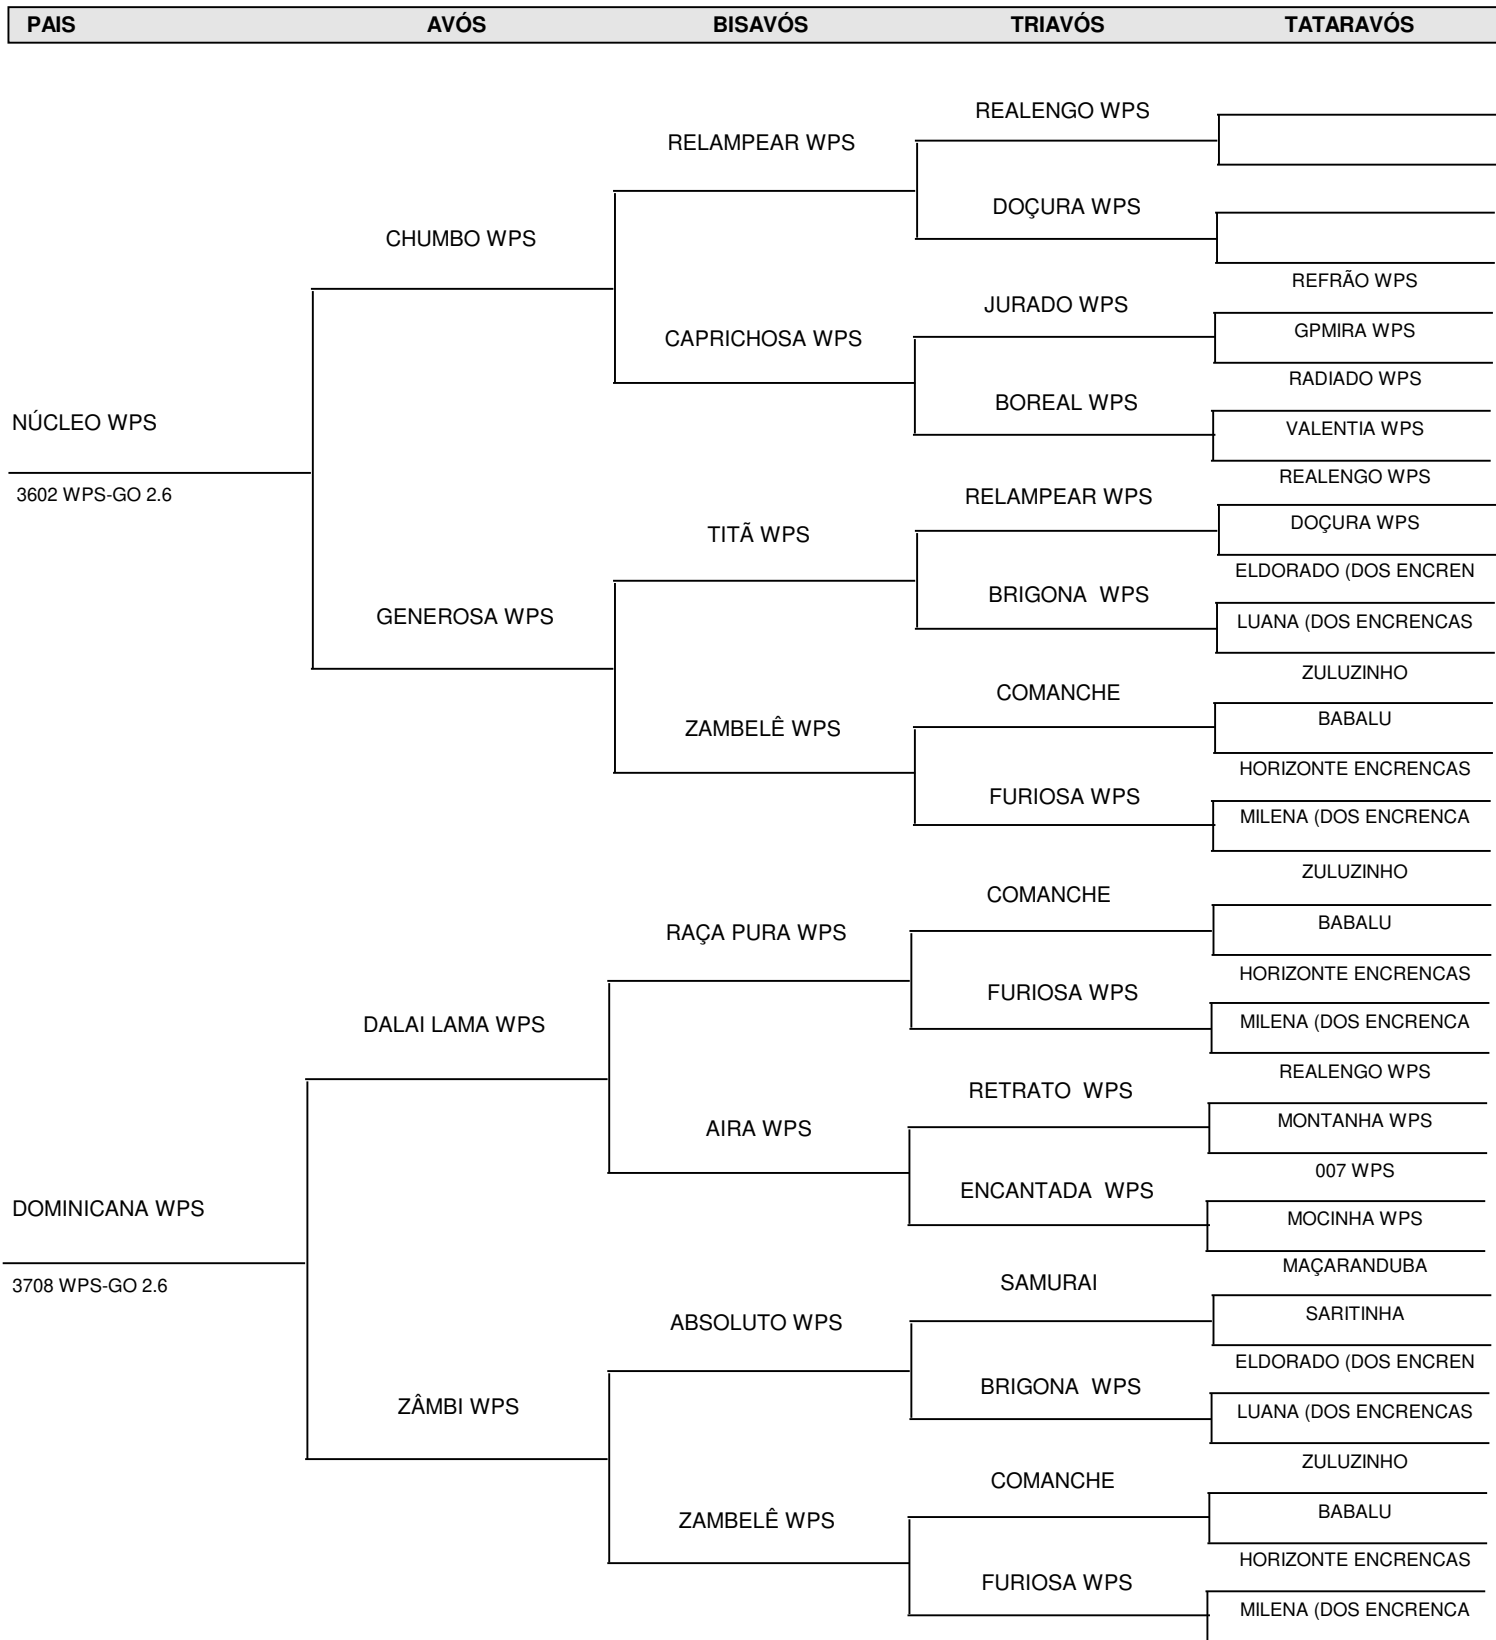 PAIS AVÓS BISAVÓS TRIAVÓS TATARAVÓS
REALENGO WPS
RELAMPEAR WPS
DOÇURA WPS
CHUMBO WPS
REFRÃO WPS
JURADO WPS
GPMIRA WPS
CAPRICHOSA WPS
RADIADO WPS
BOREAL WPS
NÚCLEO WPS
VALENTIA WPS
REALENGO WPS
3602 WPS-GO 2.6
RELAMPEAR WPS
DOÇURA WPS
TITÃ WPS
ELDORADO (DOS ENCREN
BRIGONA  WPS
GENEROSA WPS
LUANA (DOS ENCRENCAS
ZULUZINHO
COMANCHE
BABALU
ZAMBELÊ WPS
HORIZONTE ENCRENCAS
FURIOSA WPS
MILENA (DOS ENCRENCA
ZULUZINHO
COMANCHE
BABALU
RAÇA PURA WPS
HORIZONTE ENCRENCAS
FURIOSA WPS
MILENA (DOS ENCRENCA
DALAI LAMA WPS
REALENGO WPS
RETRATO  WPS
MONTANHA WPS
AIRA WPS
007 WPS
ENCANTADA  WPS
DOMINICANA WPS
MOCINHA WPS
MAÇARANDUBA
SAMURAI
3708 WPS-GO 2.6
SARITINHA
ABSOLUTO WPS
ELDORADO (DOS ENCREN
BRIGONA  WPS
ZÂMBI WPS
LUANA (DOS ENCRENCAS
ZULUZINHO
COMANCHE
BABALU
ZAMBELÊ WPS
HORIZONTE ENCRENCAS
FURIOSA WPS
MILENA (DOS ENCRENCA